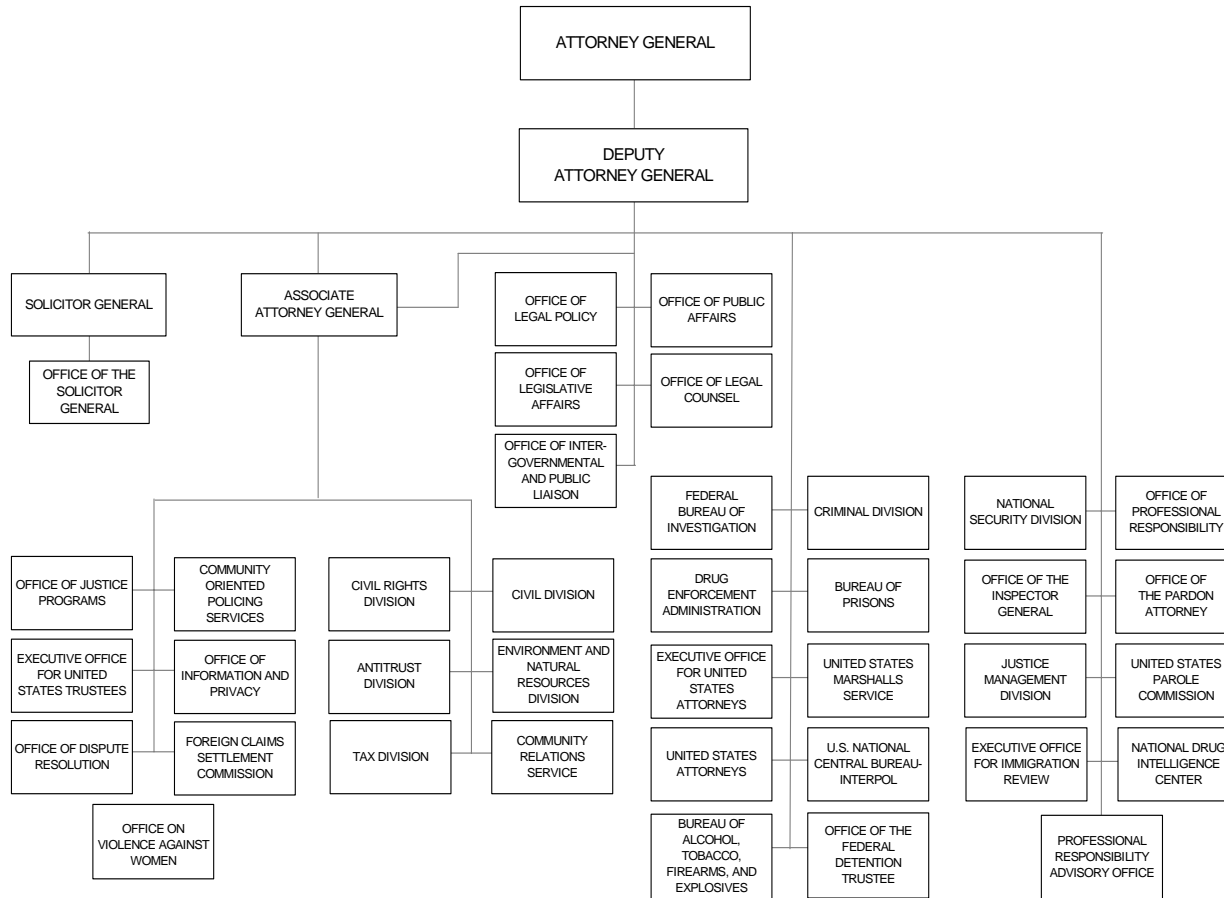 ATTORNEY GENERAL
DEPUTY
ATTORNEY GENERAL
SOLICITOR GENERAL
OFFICE OF THE
SOLICITOR
GENERAL
ASSOCIATE
ATTORNEY GENERAL
OFFICE OF
LEGAL POLICY
OFFICE OF PUBLIC
AFFAIRS
OFFICE OF
LEGISLATIVE
AFFAIRS
OFFICE OF LEGAL
COUNSEL
OFFICE OF INTER-
GOVERNMENTAL
AND PUBLIC
LIAISON
OFFICE OF JUSTICE
PROGRAMS
COMMUNITY
ORIENTED
POLICING
SERVICES
EXECUTIVE OFFICE
FOR UNITED
STATES TRUSTEES
OFFICE OF
INFORMATION AND
PRIVACY
OFFICE OF DISPUTE
RESOLUTION
FOREIGN CLAIMS
SETTLEMENT
COMMISSION
OFFICE ON
VIOLENCE AGAINST
WOMEN
CIVIL RIGHTS
DIVISION
CIVIL DIVISION
ANTITRUST
DIVISION
ENVIRONMENT AND
NATURAL
RESOURCES
DIVISION
TAX DIVISION
COMMUNITY
RELATIONS
SERVICE
FEDERAL
BUREAU OF
INVESTIGATION
CRIMINAL DIVISION
DRUG
ENFORCEMENT
ADMINISTRATION
BUREAU OF
PRISONS
EXECUTIVE OFFICE
FOR UNITED
STATES
ATTORNEYS
UNITED STATES
MARSHALLS
SERVICE
UNITED STATES
ATTORNEYS
U.S. NATIONAL
CENTRAL BUREAU-
INTERPOL
BUREAU OF
ALCOHOL,
TOBACCO,
FIREARMS, AND
EXPLOSIVES
OFFICE OF THE
FEDERAL
DETENTION
TRUSTEE
NATIONAL
SECURITY DIVISION
OFFICE OF
PROFESSIONAL
RESPONSIBILITY
OFFICE OF THE
INSPECTOR
GENERAL
OFFICE OF
THE PARDON
ATTORNEY
JUSTICE
MANAGEMENT
DIVISION
UNITED STATES
PAROLE
COMMISSION
EXECUTIVE OFFICE
FOR IMMIGRATION
REVIEW
NATIONAL DRUG
INTELLIGENCE
CENTER
PROFESSIONAL
RESPONSIBILITY
ADVISORY OFFICE